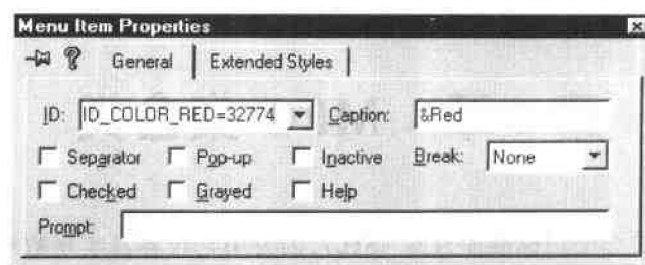 Menu Item Properties
General Extended Styles
ID: ID_COLOR_RED=32774 Caption: &Red
Separator Pop-up Inactive Break: None
Checked Grayed Help
Prompt: